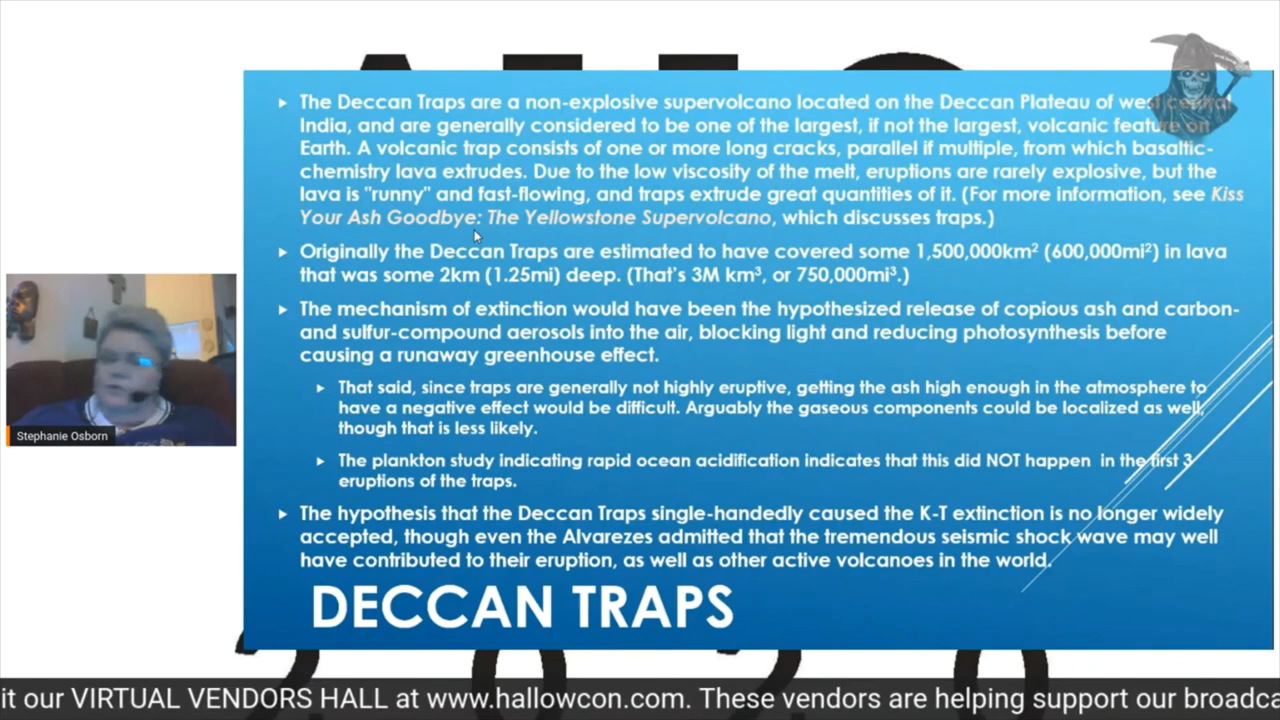 The Deccan Traps are a non-explosive supervolcano located on the Deccan Plateau of west central
India, and are generally considered to be one of the largest, if not the largest, volcanic feature on
Earth. A volcanic trap consists of one or more long cracks, parallel if multiple, from which basaltic-
chemistry lava extrudes. Due to the low viscosity of the melt, eruptions are rarely explosive, but the
lava is "runny" and fast-flowing, and traps extrude great quantities of it. (For more information, see Kiss
Your Ash Goodbye: The Yellowstone Supervolcano, which discusses traps.)
Originally the Deccan Traps are estimated to have covered some 1,500,000km² (600,000mi²) in lava
that was some 2km (1.25mi) deep. (That's 3M km³, or 750,000mi³.)
The mechanism of extinction would have been the hypothesized release of copious ash and carbon-
and sulfur-compound aerosols into the air, blocking light and reducing photosynthesis before
causing a runaway greenhouse effect.
That said, since traps are generally not highly eruptive, getting the ash high enough in the atmosphere to
have a negative effect would be difficult. Arguably the gaseous components could be localized as well,
though that is less likely.
The plankton study indicating rapid ocean acidification indicates that this did NOT happen in the first 3
eruptions of the traps.
The hypothesis that the Deccan Traps single-handedly caused the K-T extinction is no longer widely
accepted, though even the Alvarezes admitted that the tremendous seismic shock wave may well
have contributed to their eruption, as well as other active volcanoes in the world.
DECCAN TRAPS
Stephanie Osborn
it our VIRTUAL VENDORS HALL at www.hallowcon.com. These vendors are helping support our broadca